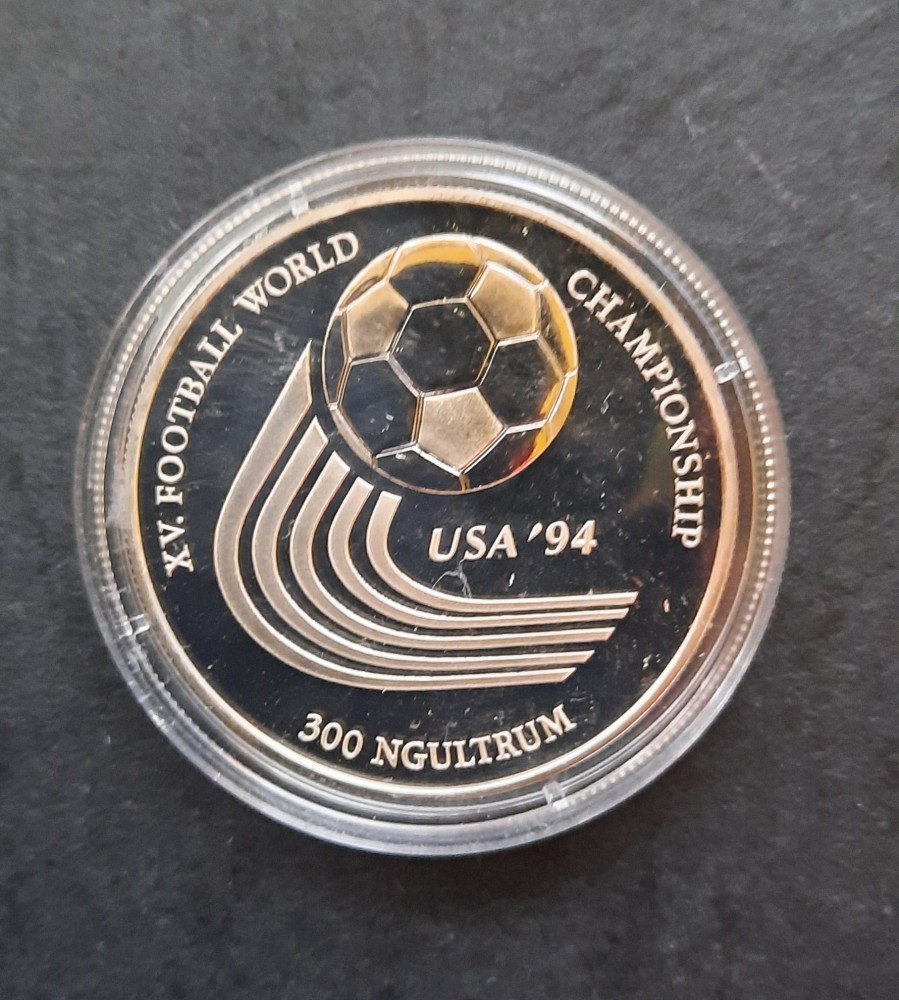 XV. FOOTBALL WORLD CHAMPIONSHIP
USA '94
300 NGULTRUM